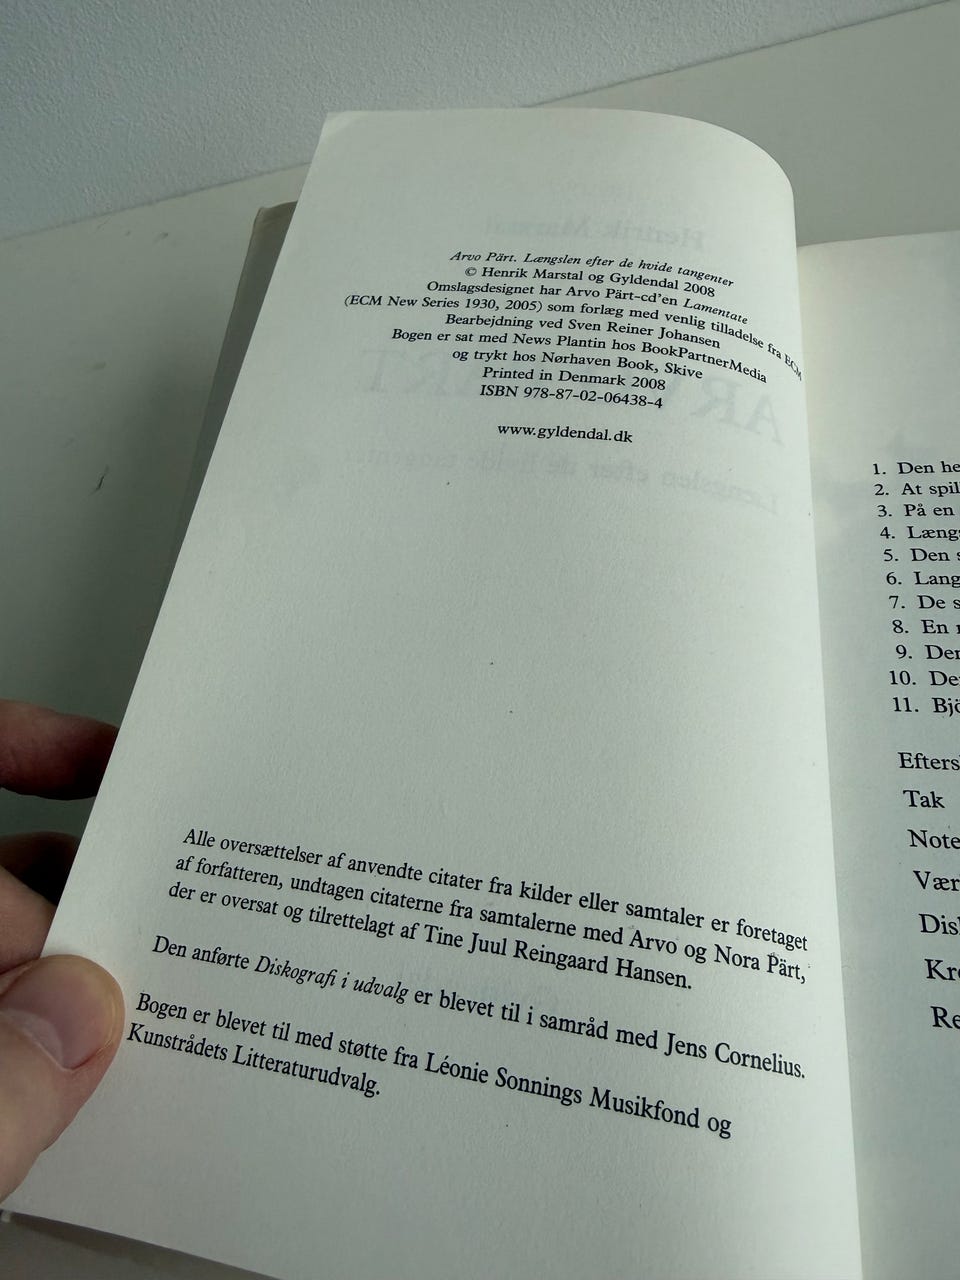 Arvo Pärt. Længslen efter de hvide tangenter
© Henrik Marstal og Gyldendal 2008
Omslagsdesignet har Arvo Pärt-cd'en Lamentate
(ECM New Series 1930, 2005) som forlæg med venlig tilladelse fra ECM
Bearbejdning ved Sven Reiner Johansen
Bogen er sat med News Plantin hos BookPartnerMedia
og trykt hos Nørhaven Book, Skive
Printed in Denmark 2008
ISBN 978-87-02-06438-4
www.gyldendal.dk
Alle oversættelser af anvendte citater fra kilder eller samtaler er foretaget
af forfatteren, undtagen citaterne fra samtalerne med Arvo og Nora Pärt,
der er oversat og tilrettelagt af Tine Juul Reingaard Hansen.
Den anførte Diskografi i udvalg er blevet til i samråd med Jens Cornelius.
Bogen er blevet til med støtte fra Léonie Sonnings Musikfond og
Kunstrådets Litteraturudvalg.
1. Den he
2. At spil
3. På en
4. Længs
5. Den s
6. Lang
7. De s
8. En
9. Den
10. De
11. Bjö
Efters
Tak
Note
Vær
Dis
Kr
Re